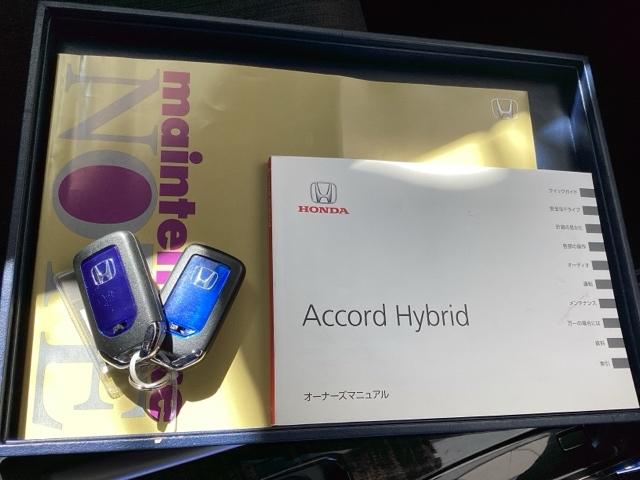 maintenance
NOTE
HONDA
Accord Hybrid
オーナーズマニュアル
クイックガイド
安全なドライブ
計器の見かた
各部の操作
オーディオ
運転
メンテナンス
万一の場合には
資料
索引